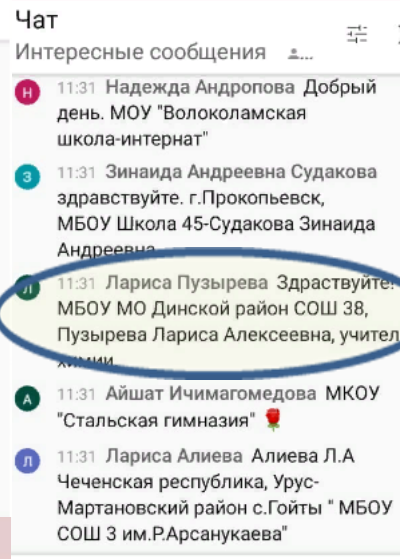 Чат
Интересные сообщения
Н 11:31 Надежда Андропова Добрый
день. МОУ "Волоколамская
школа-интернат"
З 11:31 Зинаида Андреевна Судакова
здравствуйте. г.Прокопьевск,
МБОУ Школа 45-Судакова Зинаида
Андреевна
Л 11:31 Лариса Пузырева Здраствуйте!
МБОУ МО Динской район СОШ 38,
Пузырева Лариса Алексеевна, учител
химии
А 11:31 Айшат Ичимагомедова МКОУ
"Стальская гимназия"
Л 11:31 Лариса Алиева Алиева Л.А
Чеченская республика, Урус-
Мартановский район с.Гойты " МБОУ
СОШ 3 им.Р.Арсанукаева"